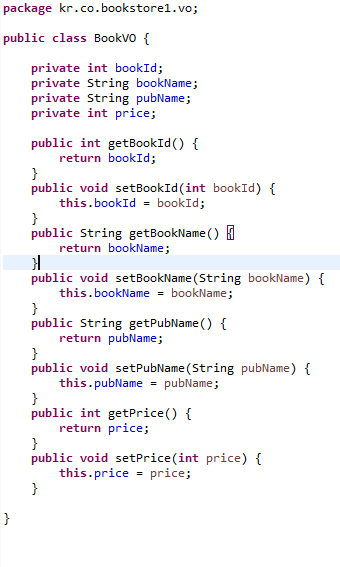 package kr.co.bookstore1.vo;
public class BookVO {
private int bookId;
private String bookName;
private String pubName;
private int price;
public int getBookId() {
return bookId;
}
public void setBookId(int bookId) {
this.bookId = bookId;
}
public String getBookName() {
return bookName;
}
public void setBookName(String bookName) {
this.bookName = bookName;
}
public String getPubName() {
return pubName;
}
public void setPubName(String pubName) {
this.pubName = pubName;
}
public int getPrice() {
return price;
}
public void setPrice(int price) {
this.price = price;
}
}